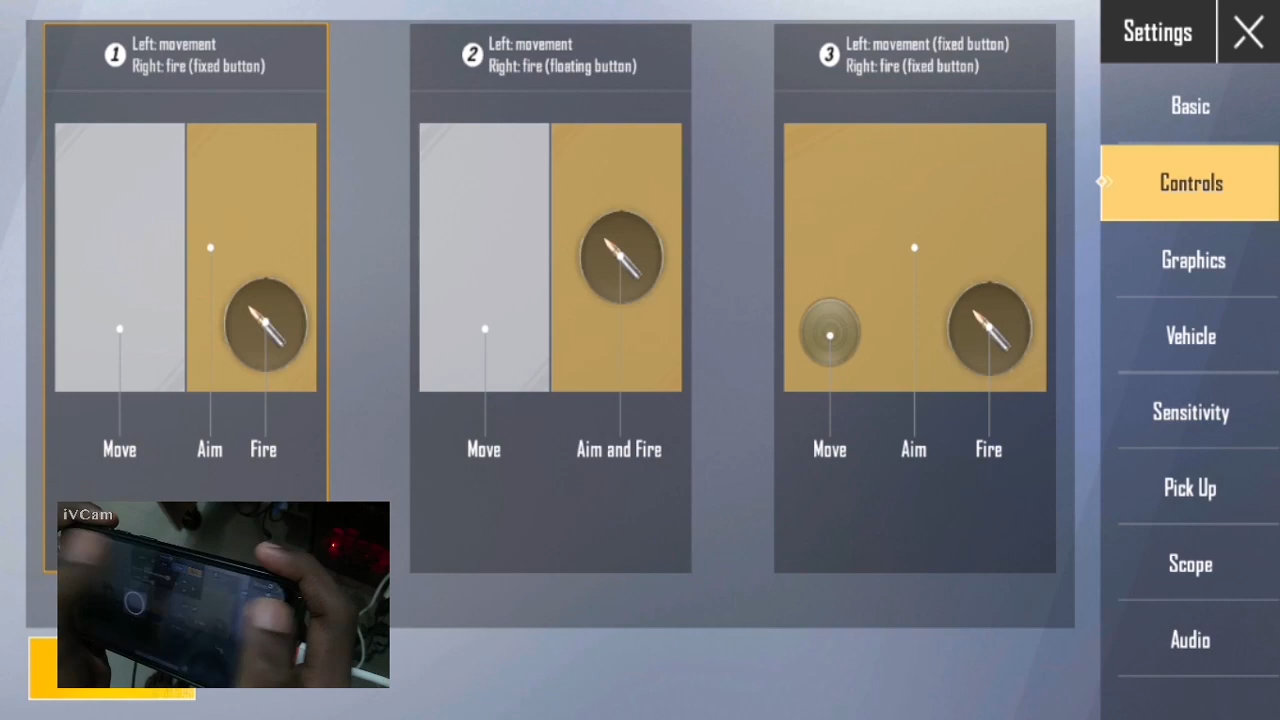 1 Left: movement
Right: fire (fixed button)
2 Left: movement
Right: fire (floating button)
3 Left: movement (fixed button)
Right: fire (fixed button)
Move
Aim
Fire
Move
Aim and Fire
Move
Aim
Fire
iVCam
Settings
Basic
Controls
Graphics
Vehicle
Sensitivity
Pick Up
Scope
Audio